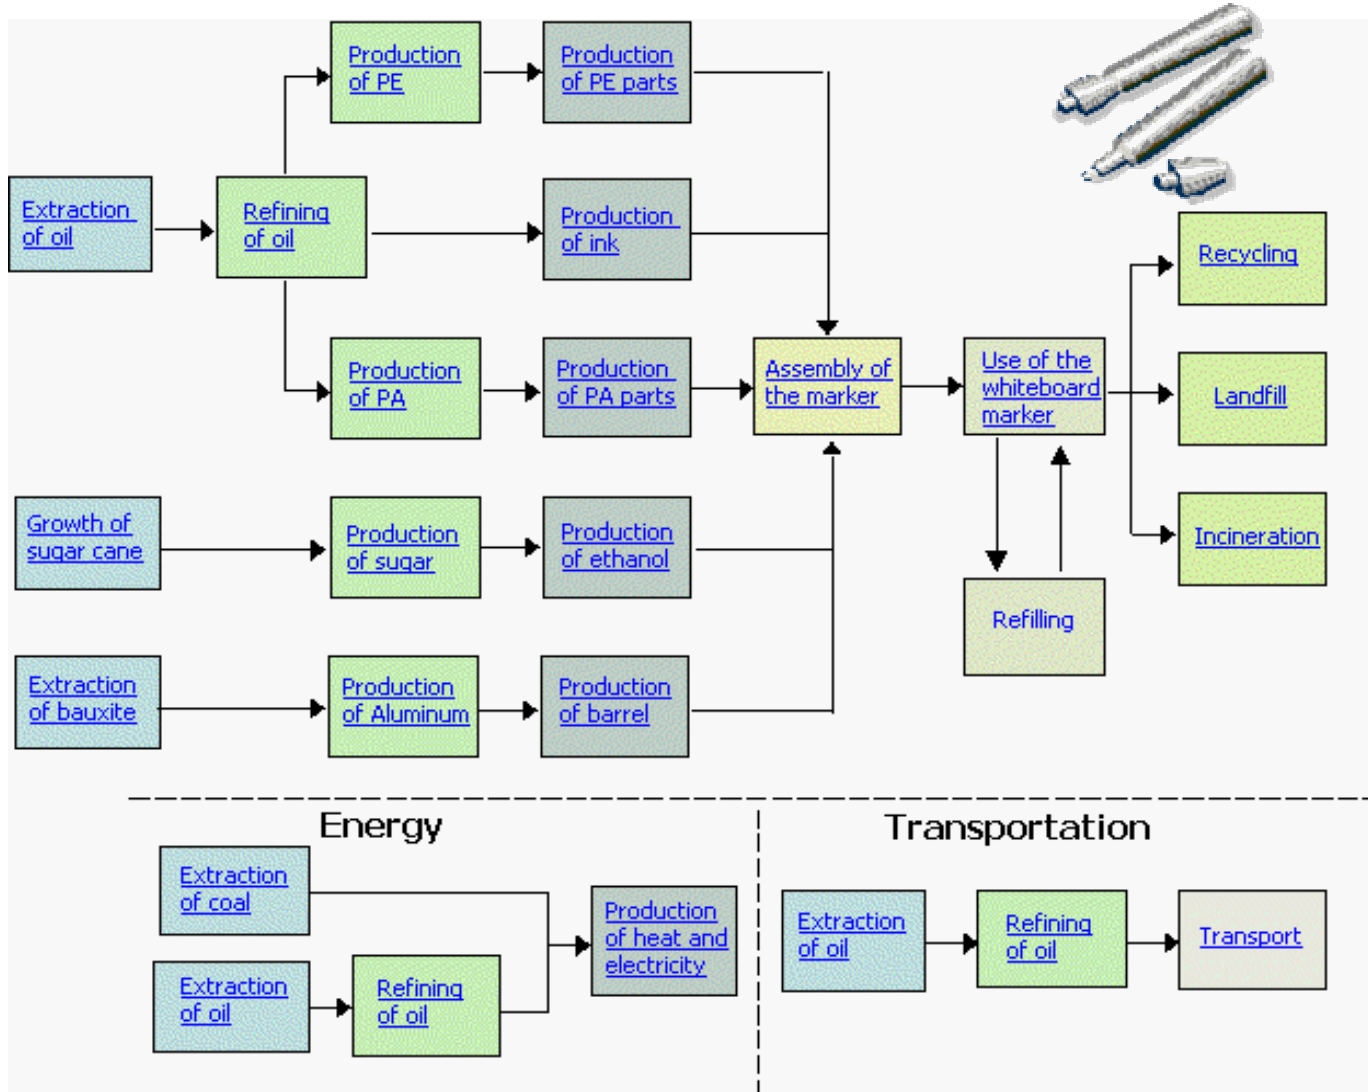 Production
of PE
Production
of PE parts
Extraction
of oil
Refining
of oil
Production
of ink
Recycling
Production
of PA
Production
of PA parts
Assembly of
the marker
Use of the
whiteboard
marker
Landfill
Growth of
sugar cane
Production
of sugar
Production
of ethanol
Incineration
Refilling
Extraction
of bauxite
Production
of Aluminum
Production
of barrel
Energy
Extraction
of coal
Extraction
of oil
Refining
of oil
Production
of heat and
electricity
Transportation
Extraction
of oil
Refining
of oil
Transport